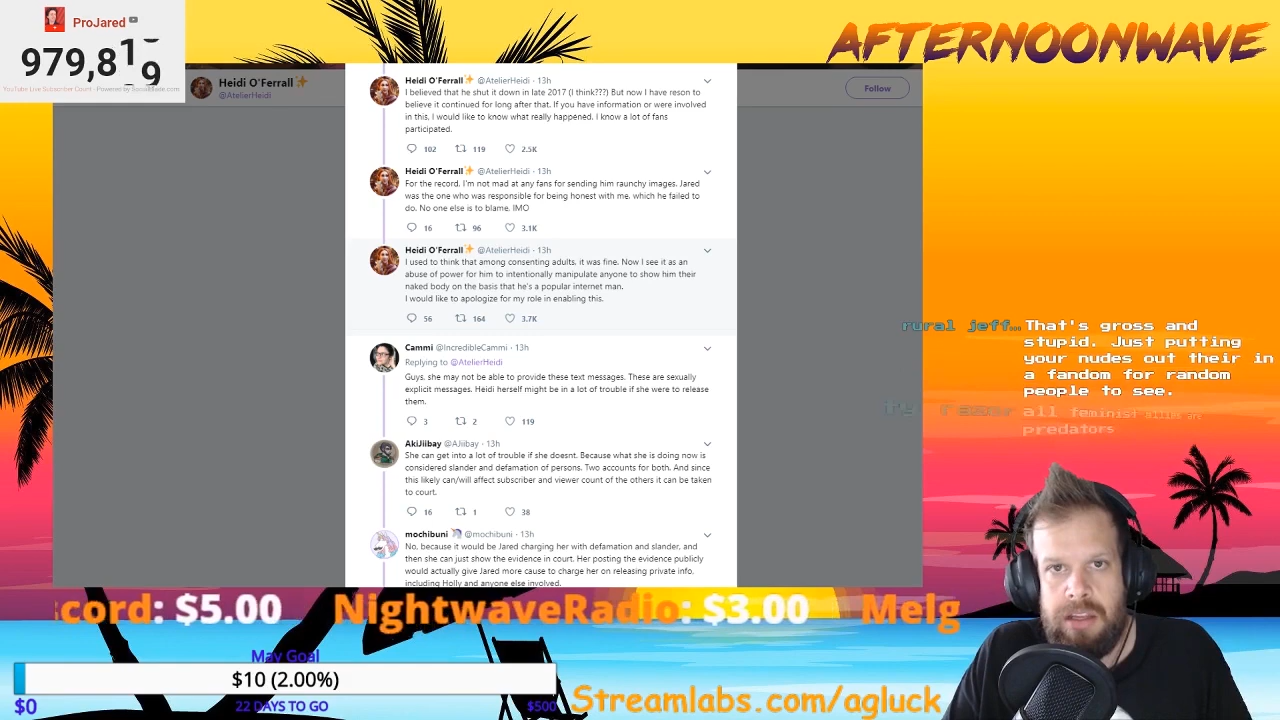 ProJared
979,819
YouTube Live Subscriber Count - Powered by SocialBlade.com
AFTERNOONWAVE
Heidi O'Ferrall✨
@AtelierHeidi
Follow
Heidi O'Ferrall✨ @AtelierHeidi · 13h
I believed that he shut it down in late 2017 (I think???) But now I have reson to
believe it continued for long after that. If you have information or were involved
in this, I would like to know what really happened. I know a lot of fans
participated.
102 119 2.5K
Heidi O'Ferrall✨ @AtelierHeidi · 13h
For the record, I'm not mad at any fans for sending him raunchy images. Jared
was the one who was responsible for being honest with me, which he failed to
do. No one else is to blame, IMO
16 96 3.1K
Heidi O'Ferrall✨ @AtelierHeidi · 13h
I used to think that among consenting adults, it was fine. Now I see it as an
abuse of power for him to intentionally manipulate anyone to show him their
naked body on the basis that he's a popular internet man.
I would like to apologize for my role in enabling this.
56 164 3.7K
Cammi @IncredibleCammi · 13h
Replying to @AtelierHeidi
Guys, she may not be able to provide these text messages. These are sexually
explicit messages. Heidi herself might be in a lot of trouble if she were to release
them.
3 2 119
AkiJiibay @AJiibay · 13h
She can get into a lot of trouble if she doesnt. Because what she is doing now is
considered slander and defamation of persons. Two accounts for both. And since
this likely can/will affect subscriber and viewer count of the others it can be taken
to court.
16 1 38
mochibuni 🦄 @mochibuni · 13h
No, because it would be Jared charging her with defamation and slander, and
then she can just show the evidence in court. Her posting the evidence publicly
would actually give Jared more cause to charge her on releasing private info,
including Holly and anyone else involved.
rural jeff... That's gross and
stupid. Just putting
your nudes out their in
a fandom for random
people to see.
all feminist allies are
predators
cord: $5.00 NightwaveRadio: $3.00 Melg
May Goal
$10 (2.00%)
$0 22 DAYS TO GO $500
Streamlabs.com/agluck